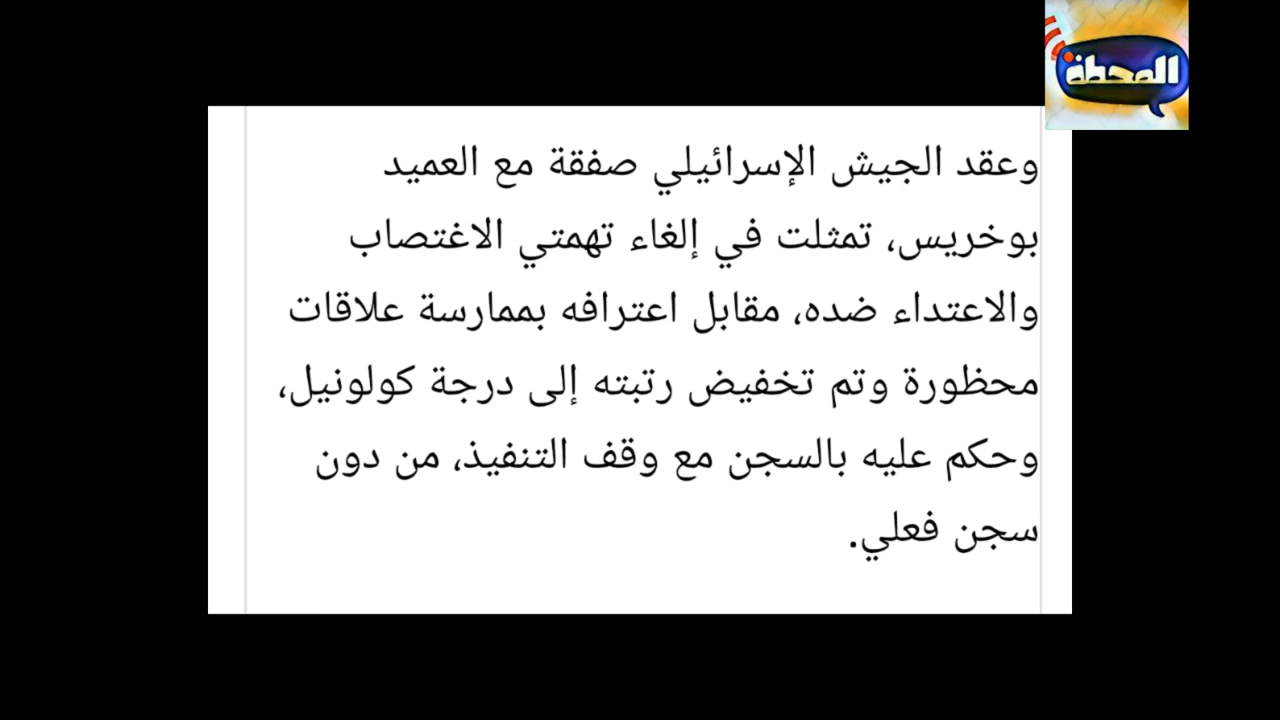 المحطة
وعقد الجيش الإسرائيلي صفقة مع العميد
بوخريس، تمثلت في إلغاء تهمتي الاغتصاب
والاعتداء ضده، مقابل اعترافه بممارسة علاقات
محظورة وتم تخفيض رتبته إلى درجة كولونيل،
وحكم عليه بالسجن مع وقف التنفيذ، من دون
سجن فعلي.